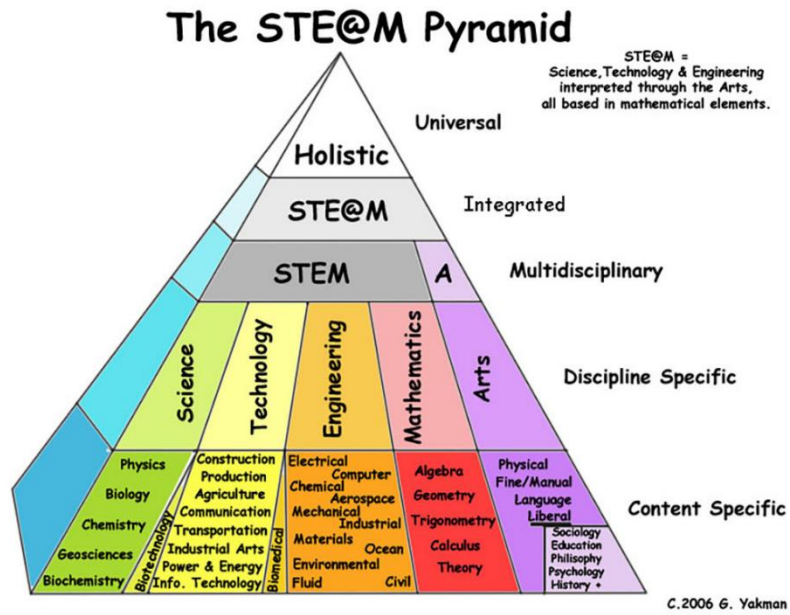 The STE@M Pyramid
STE@M =
Science,Technology & Engineering
interpreted through the Arts,
all based in mathematical elements.
Universal
Holistic
Integrated
STE@M
Multidisciplinary
STEM
A
Discipline Specific
Science
Technology
Engineering
Mathematics
Arts
Content Specific
Physics
Biology
Chemistry
Geosciences
Biochemistry
Biotechnology
Construction
Production
Agriculture
Communication
Transportation
Industrial Arts
Power & Energy
Info. Technology
Biomedical
Electrical
Computer
Chemical
Aerospace
Mechanical
Industrial
Materials
Ocean
Environmental
Fluid
Civil
Algebra
Geometry
Trigonometry
Calculus
Theory
Physical
Fine/Manual
Language
Liberal
Sociology
Education
Philisophy
Psychology
History +
C.2006 G. Yakman